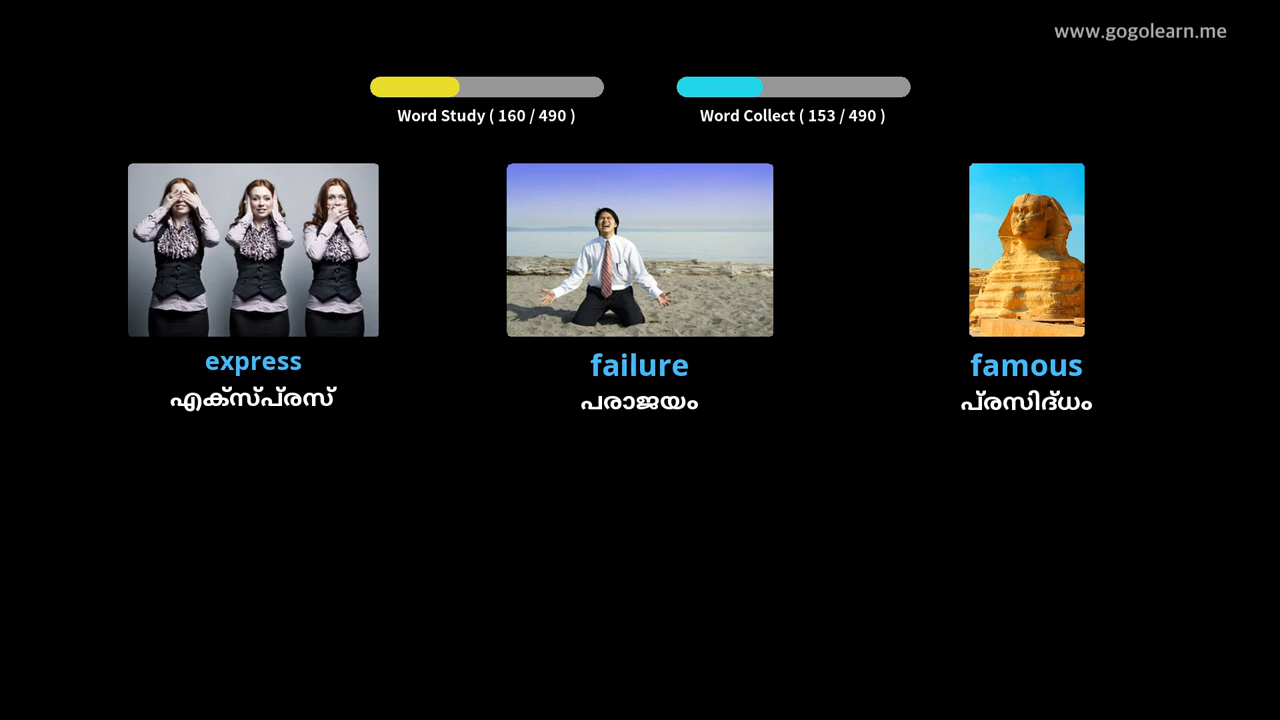 www.gogolearn.me
Word Study ( 160 / 490 )
Word Collect ( 153 / 490 )
express
failure
famous
എക്സ്പ്രസ്
പരാജയം
പ്രസിദ്ധം